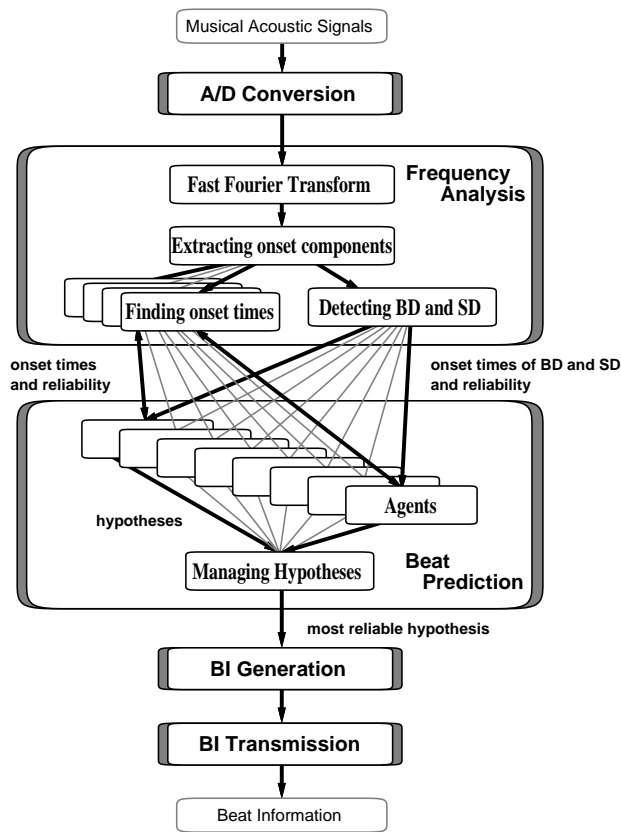 Musical Acoustic Signals
A/D Conversion
Frequency
Analysis
Fast Fourier Transform
Extracting onset components
Finding onset times
Detecting BD and SD
onset times
and reliability
onset times of BD and SD
and reliability
Agents
hypotheses
Managing Hypotheses
Beat
Prediction
most reliable hypothesis
BI Generation
BI Transmission
Beat Information